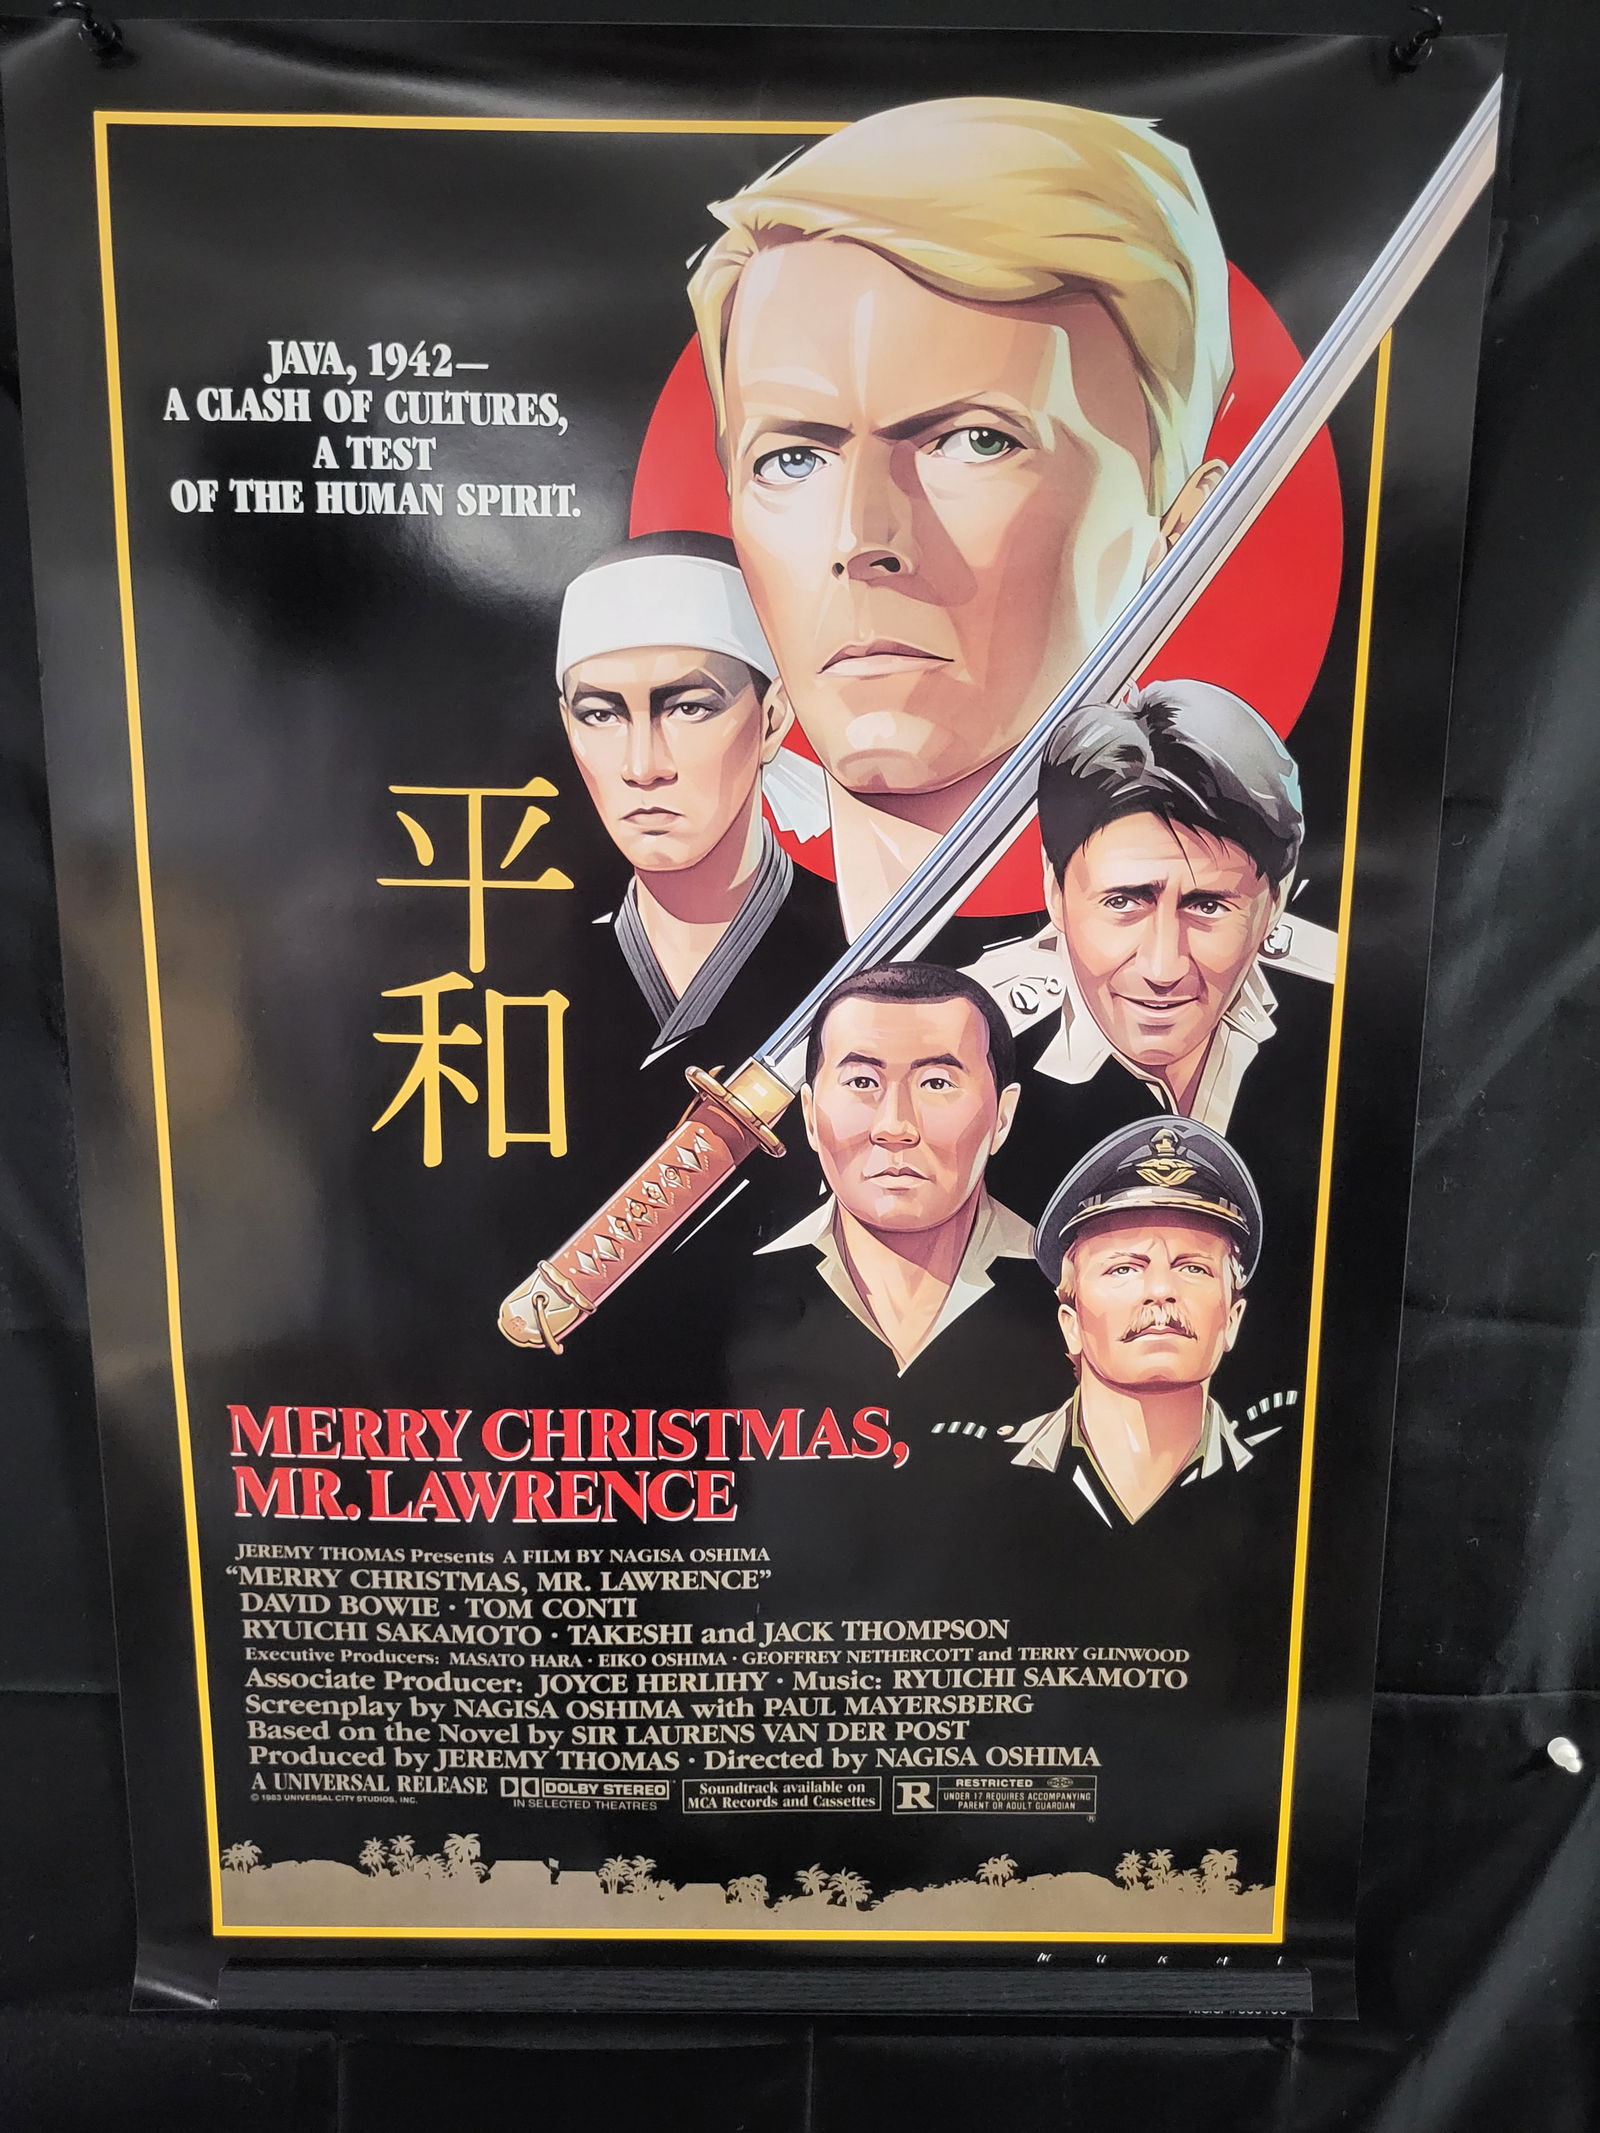 JAVA, 1942—
A CLASH OF CULTURES,
A TEST
OF THE HUMAN SPIRIT.
平
和
MERRY CHRISTMAS,
MR. LAWRENCE
JEREMY THOMAS Presents A FILM BY NAGISA OSHIMA
“MERRY CHRISTMAS, MR. LAWRENCE”
DAVID BOWIE · TOM CONTI
RYUICHI SAKAMOTO · TAKESHI and JACK THOMPSON
Executive Producers: MASATO HARA · EIKO OSHIMA · GEOFFREY NETHERCOTT and TERRY GLINWOOD
Associate Producer: JOYCE HERLIHY · Music: RYUICHI SAKAMOTO
Screenplay by NAGISA OSHIMA with PAUL MAYERSBERG
Based on the Novel by SIR LAURENS VAN DER POST
Produced by JEREMY THOMAS · Directed by NAGISA OSHIMA
A UNIVERSAL RELEASE
© 1983 UNIVERSAL CITY STUDIOS, INC.
DOLBY STEREO
IN SELECTED THEATRES
Soundtrack available on
MCA Records and Cassettes
R
RESTRICTED
UNDER 17 REQUIRES ACCOMPANYING
PARENT OR ADULT GUARDIAN
®